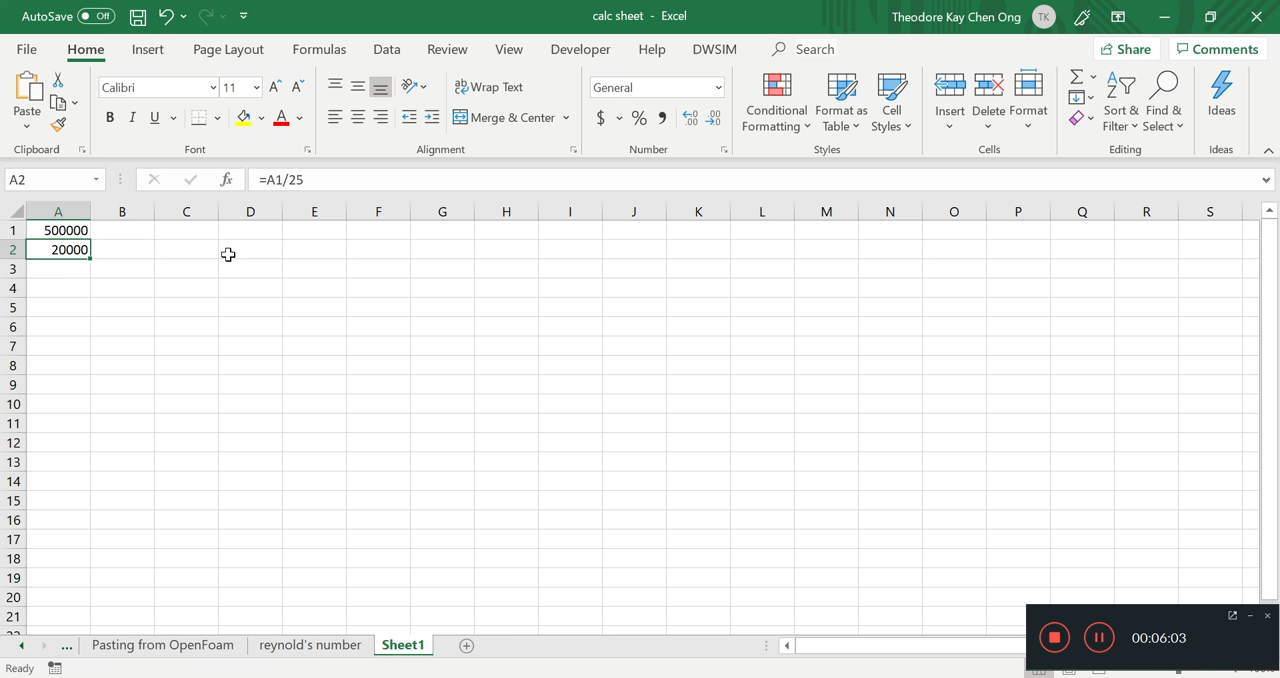 AutoSave Off calc sheet - Excel Theodore Kay Chen Ong TK
File Home Insert Page Layout Formulas Data Review View Developer Help DWSIM Search Share Comments
Calibri 11 Wrap Text General
Paste B I U Merge & Center $ % Conditional Formatting Format as Table Cell Styles Insert Delete Format Sort & Filter Find & Select Ideas
Clipboard Font Alignment Number Styles Cells Editing Ideas
A2 fx =A1/25
A B C D E F G H I J K L M N O P Q R S
1 500000
2 20000
3
4
5
6
7
8
9
10
11
12
13
14
15
16
17
18
19
20
21
... Pasting from OpenFoam reynold's number Sheet1 00:06:03
Ready